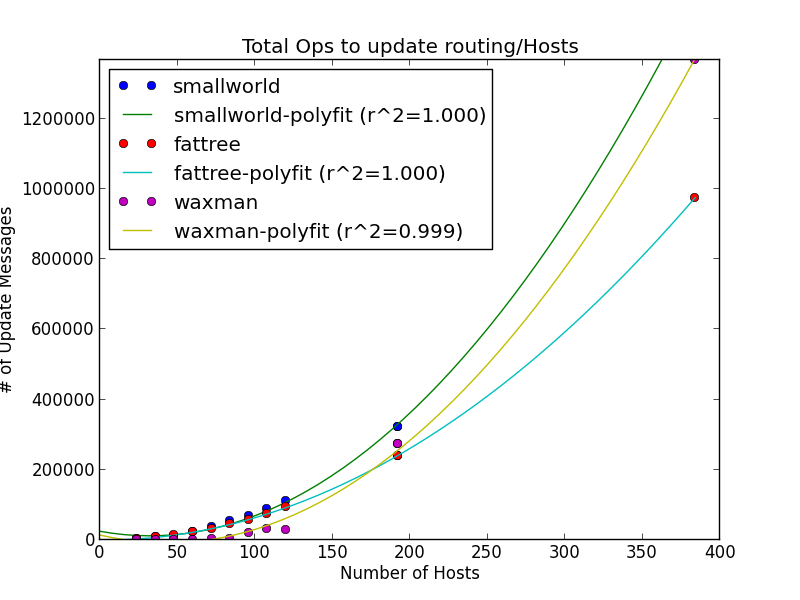 Total Ops to update routing/Hosts
smallworld
smallworld-polyfit (r^2=1.000)
fattree
fattree-polyfit (r^2=1.000)
waxman
waxman-polyfit (r^2=0.999)
# of Update Messages
1200000
1000000
800000
600000
400000
200000
0
0 50 100 150 200 250 300 350 400
Number of Hosts